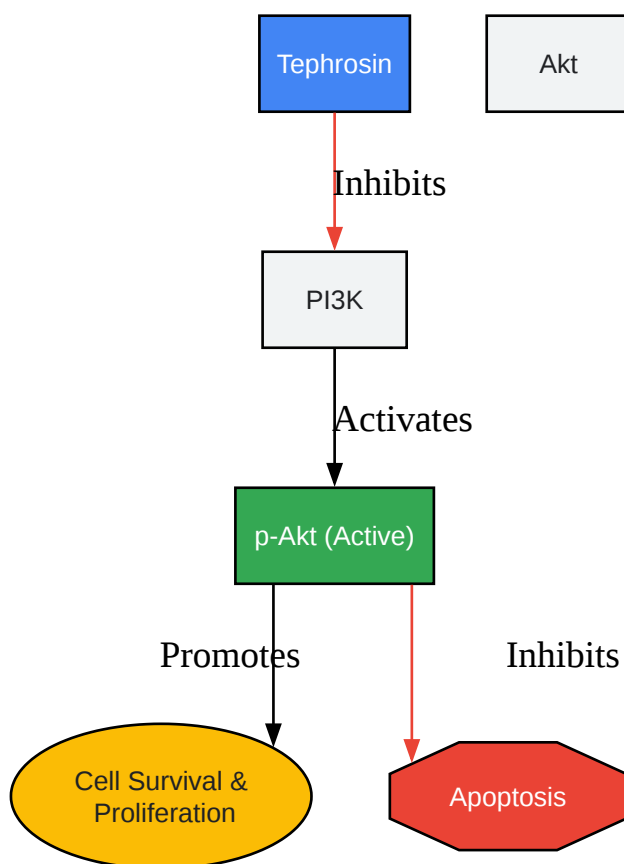 Tephrosin
Akt
Inhibits
PI3K
Activates
p-Akt (Active)
Promotes
Inhibits
Cell Survival &
Proliferation
Apoptosis